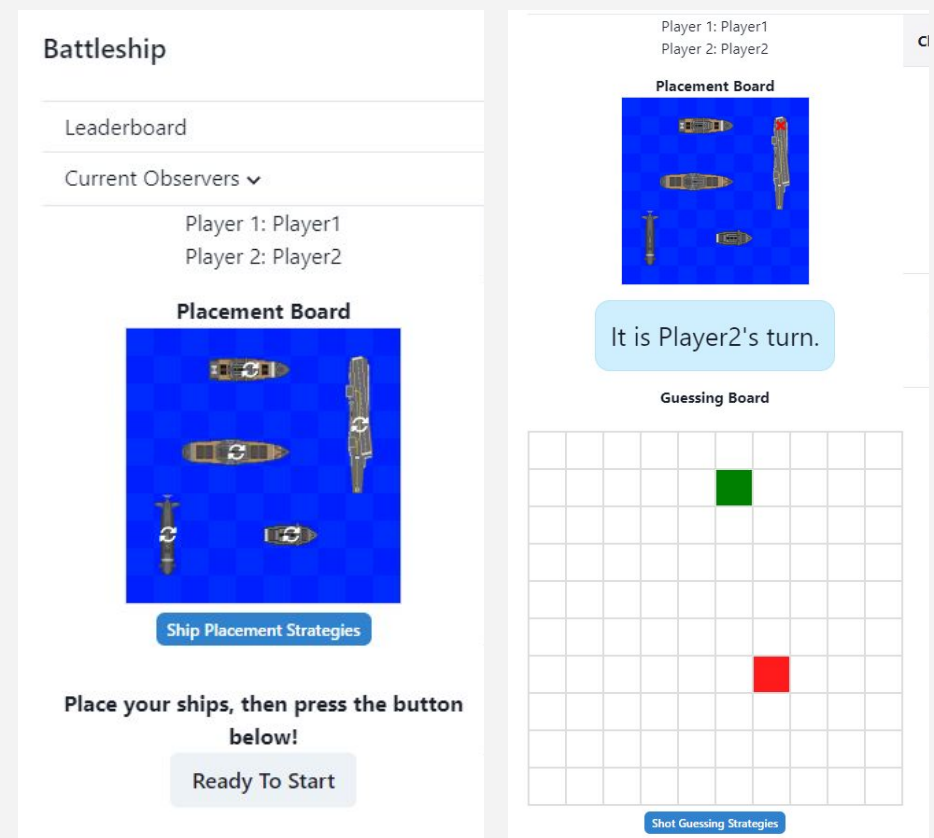 Battleship
Leaderboard
Current Observers
Player 1: Player1
Player 2: Player2
Placement Board
Ship Placement Strategies
Place your ships, then press the button
below!
Ready To Start
Player 1: Player1
Player 2: Player2
Placement Board
It is Player2's turn.
Guessing Board
Shot Guessing Strategies